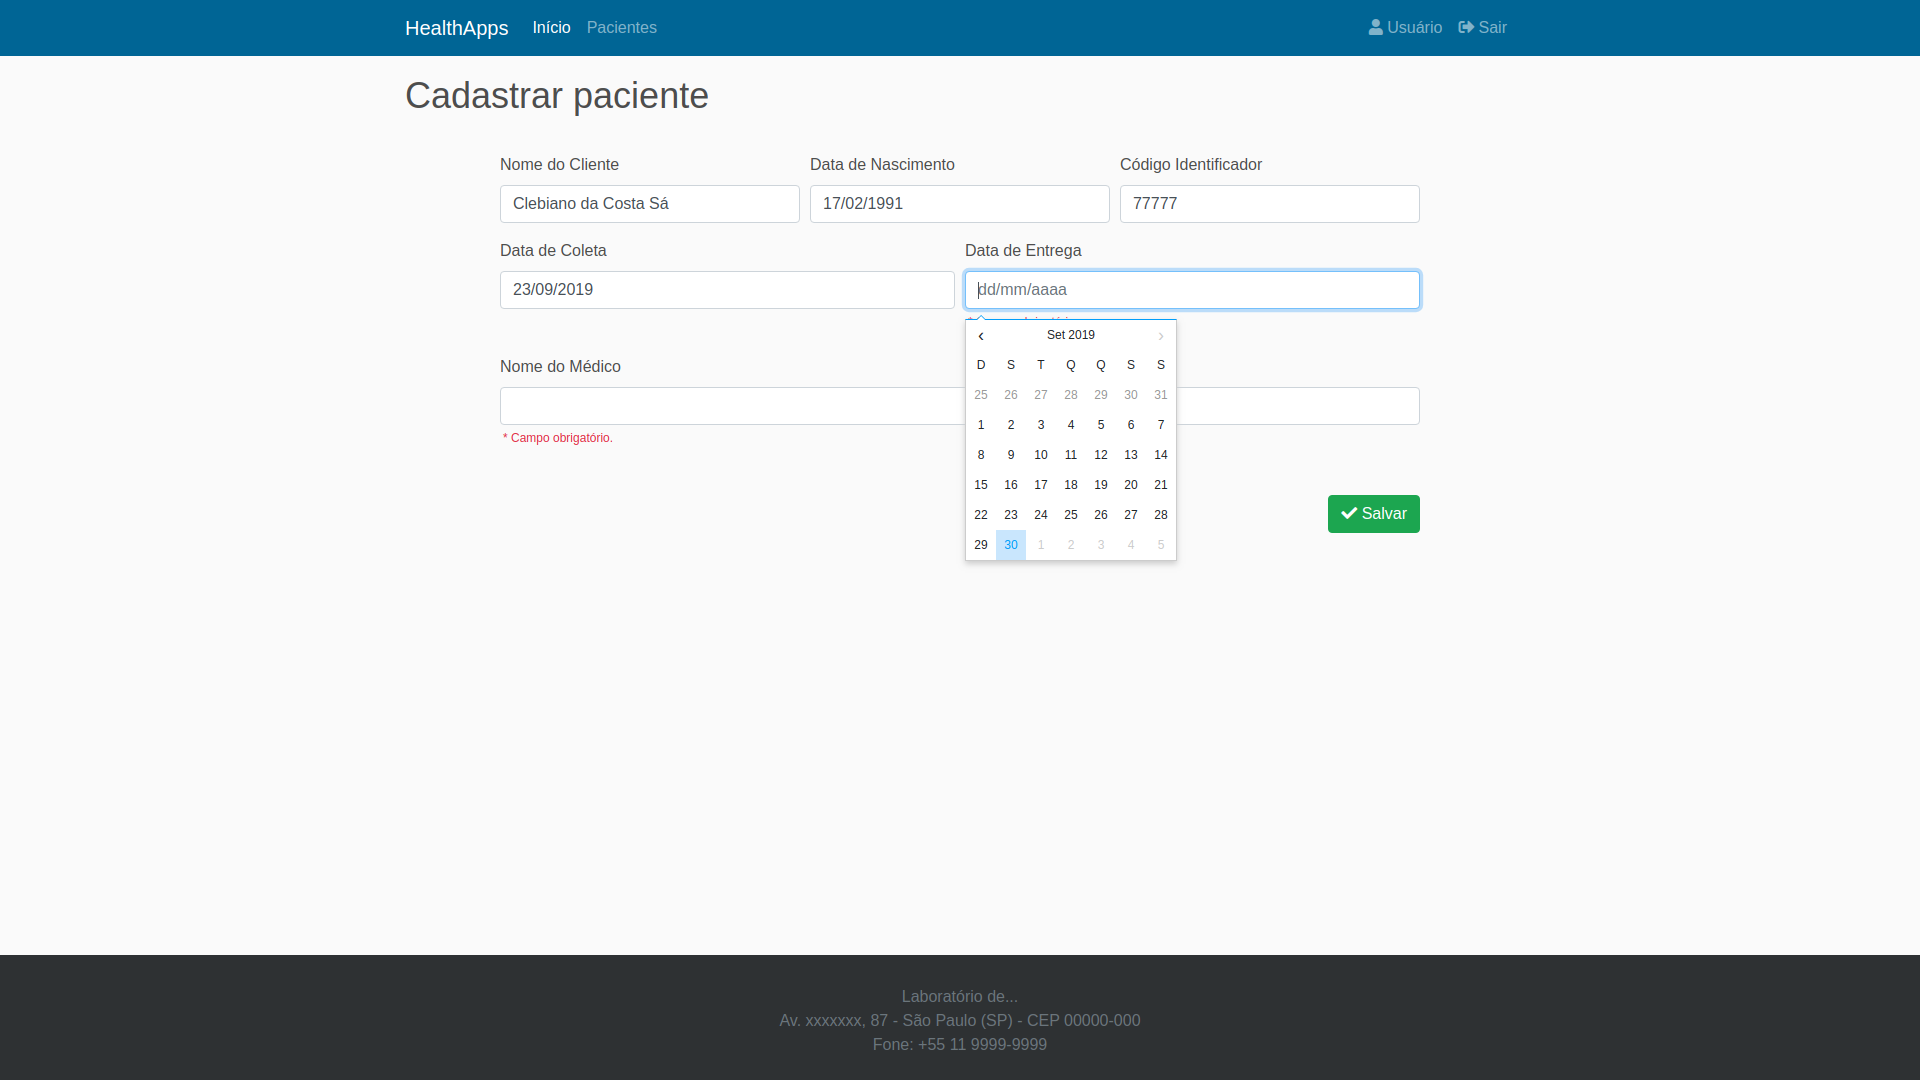 HealthApps Início Pacientes Usuário Sair
Cadastrar paciente
Nome do Cliente Data de Nascimento Código Identificador
Clebiano da Costa Sá 17/02/1991 77777
Data de Coleta Data de Entrega
23/09/2019 dd/mm/aaaa
‹ Set 2019 ›
D S T Q Q S S
25 26 27 28 29 30 31
1 2 3 4 5 6 7
8 9 10 11 12 13 14
15 16 17 18 19 20 21
22 23 24 25 26 27 28
29 30 1 2 3 4 5
Nome do Médico
* Campo obrigatório.
Salvar
Laboratório de...
Av. xxxxxxx, 87 - São Paulo (SP) - CEP 00000-000
Fone: +55 11 9999-9999